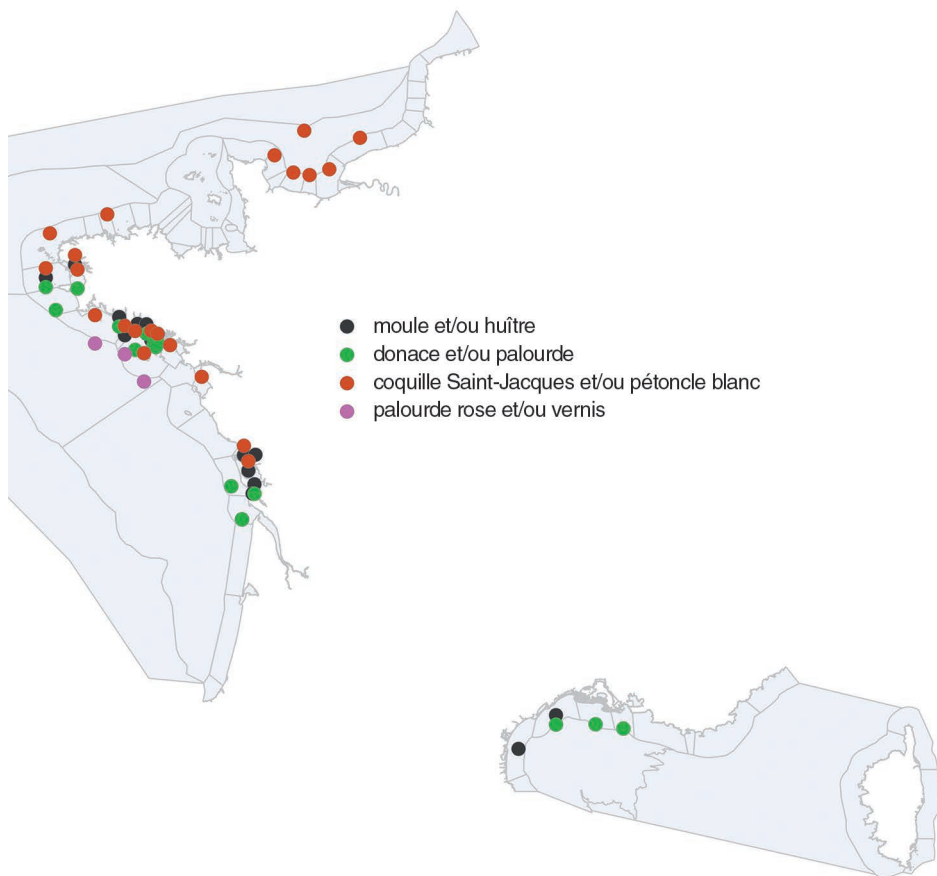 moule et/ou huître
donace et/ou palourde
coquille Saint-Jacques et/ou pétoncle blanc
palourde rose et/ou vernis